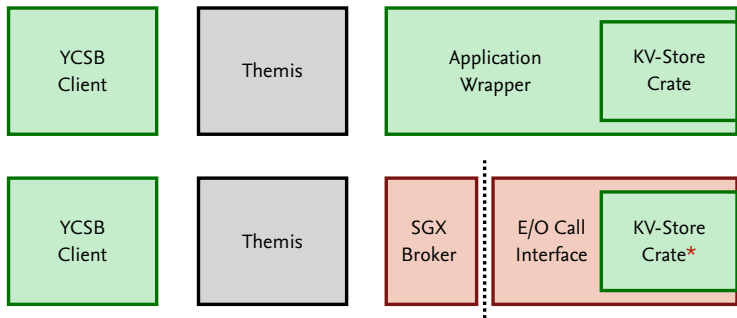 YCSB
Client
Themis
Application
Wrapper
KV-Store
Crate
YCSB
Client
Themis
SGX
Broker
E/O Call
Interface
KV-Store
Crate*